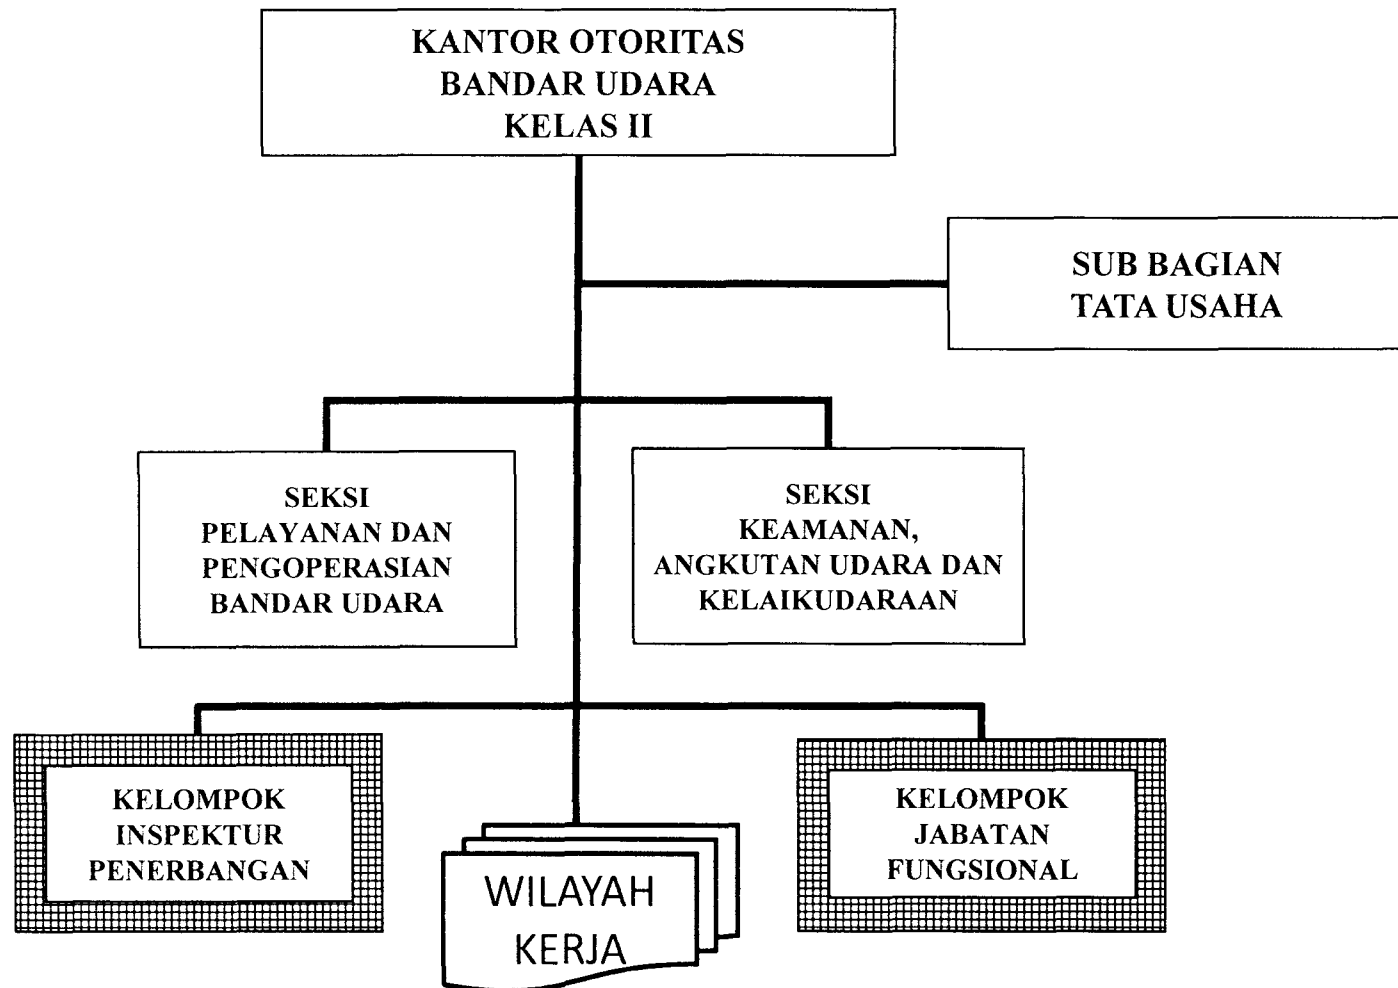 KANTOR OTORITAS
BANDAR UDARA
KELAS II
SUB BAGIAN
TATA USAHA
SEKSI
PELAYANAN DAN
PENGOPERASIAN
BANDAR UDARA
SEKSI
KEAMANAN,
ANGKUTAN UDARA DAN
KELAIKUDARAAN
KELOMPOK
INSPEKTUR
PENERBANGAN
WILAYAH
KERJA
KELOMPOK
JABATAN
FUNGSIONAL